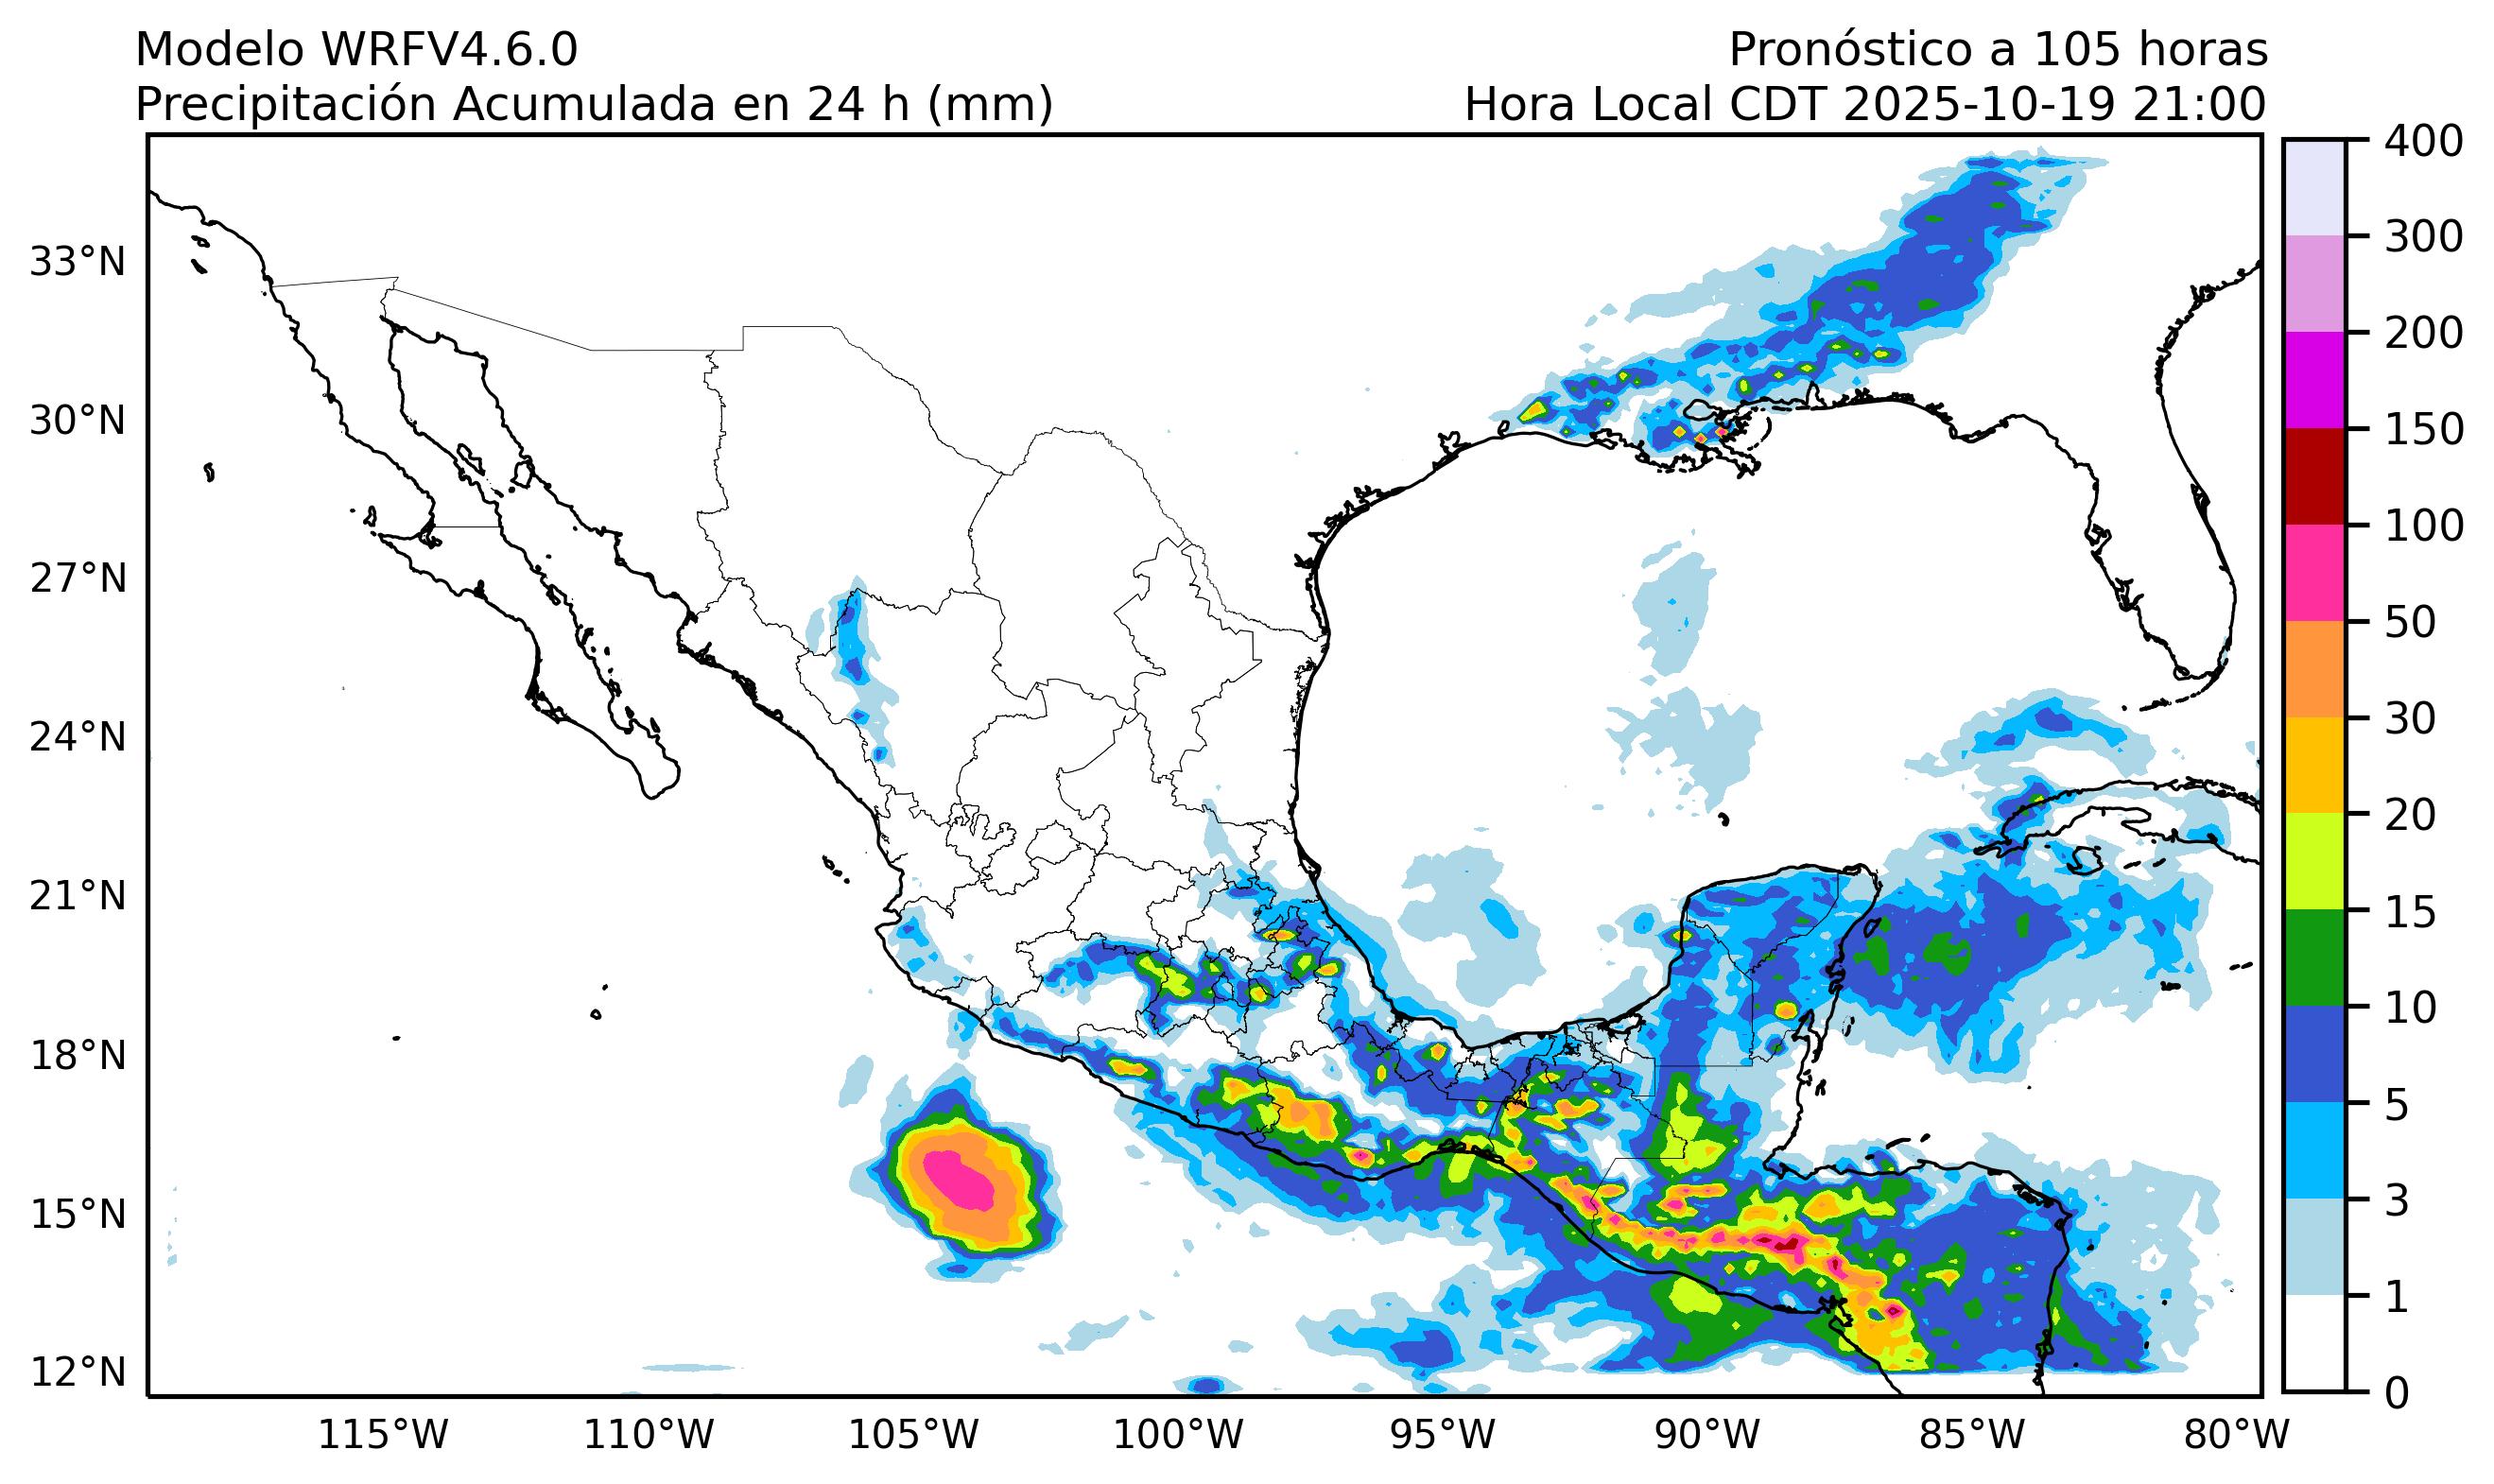 Modelo WRFV4.6.0
Pronóstico a 105 horas
Precipitación Acumulada en 24 h (mm)
Hora Local CDT 2025-10-19 21:00
33°N
30°N
27°N
24°N
21°N
18°N
15°N
12°N
115°W
110°W
105°W
100°W
95°W
90°W
85°W
80°W
400
300
200
150
100
50
30
20
15
10
5
3
1
0